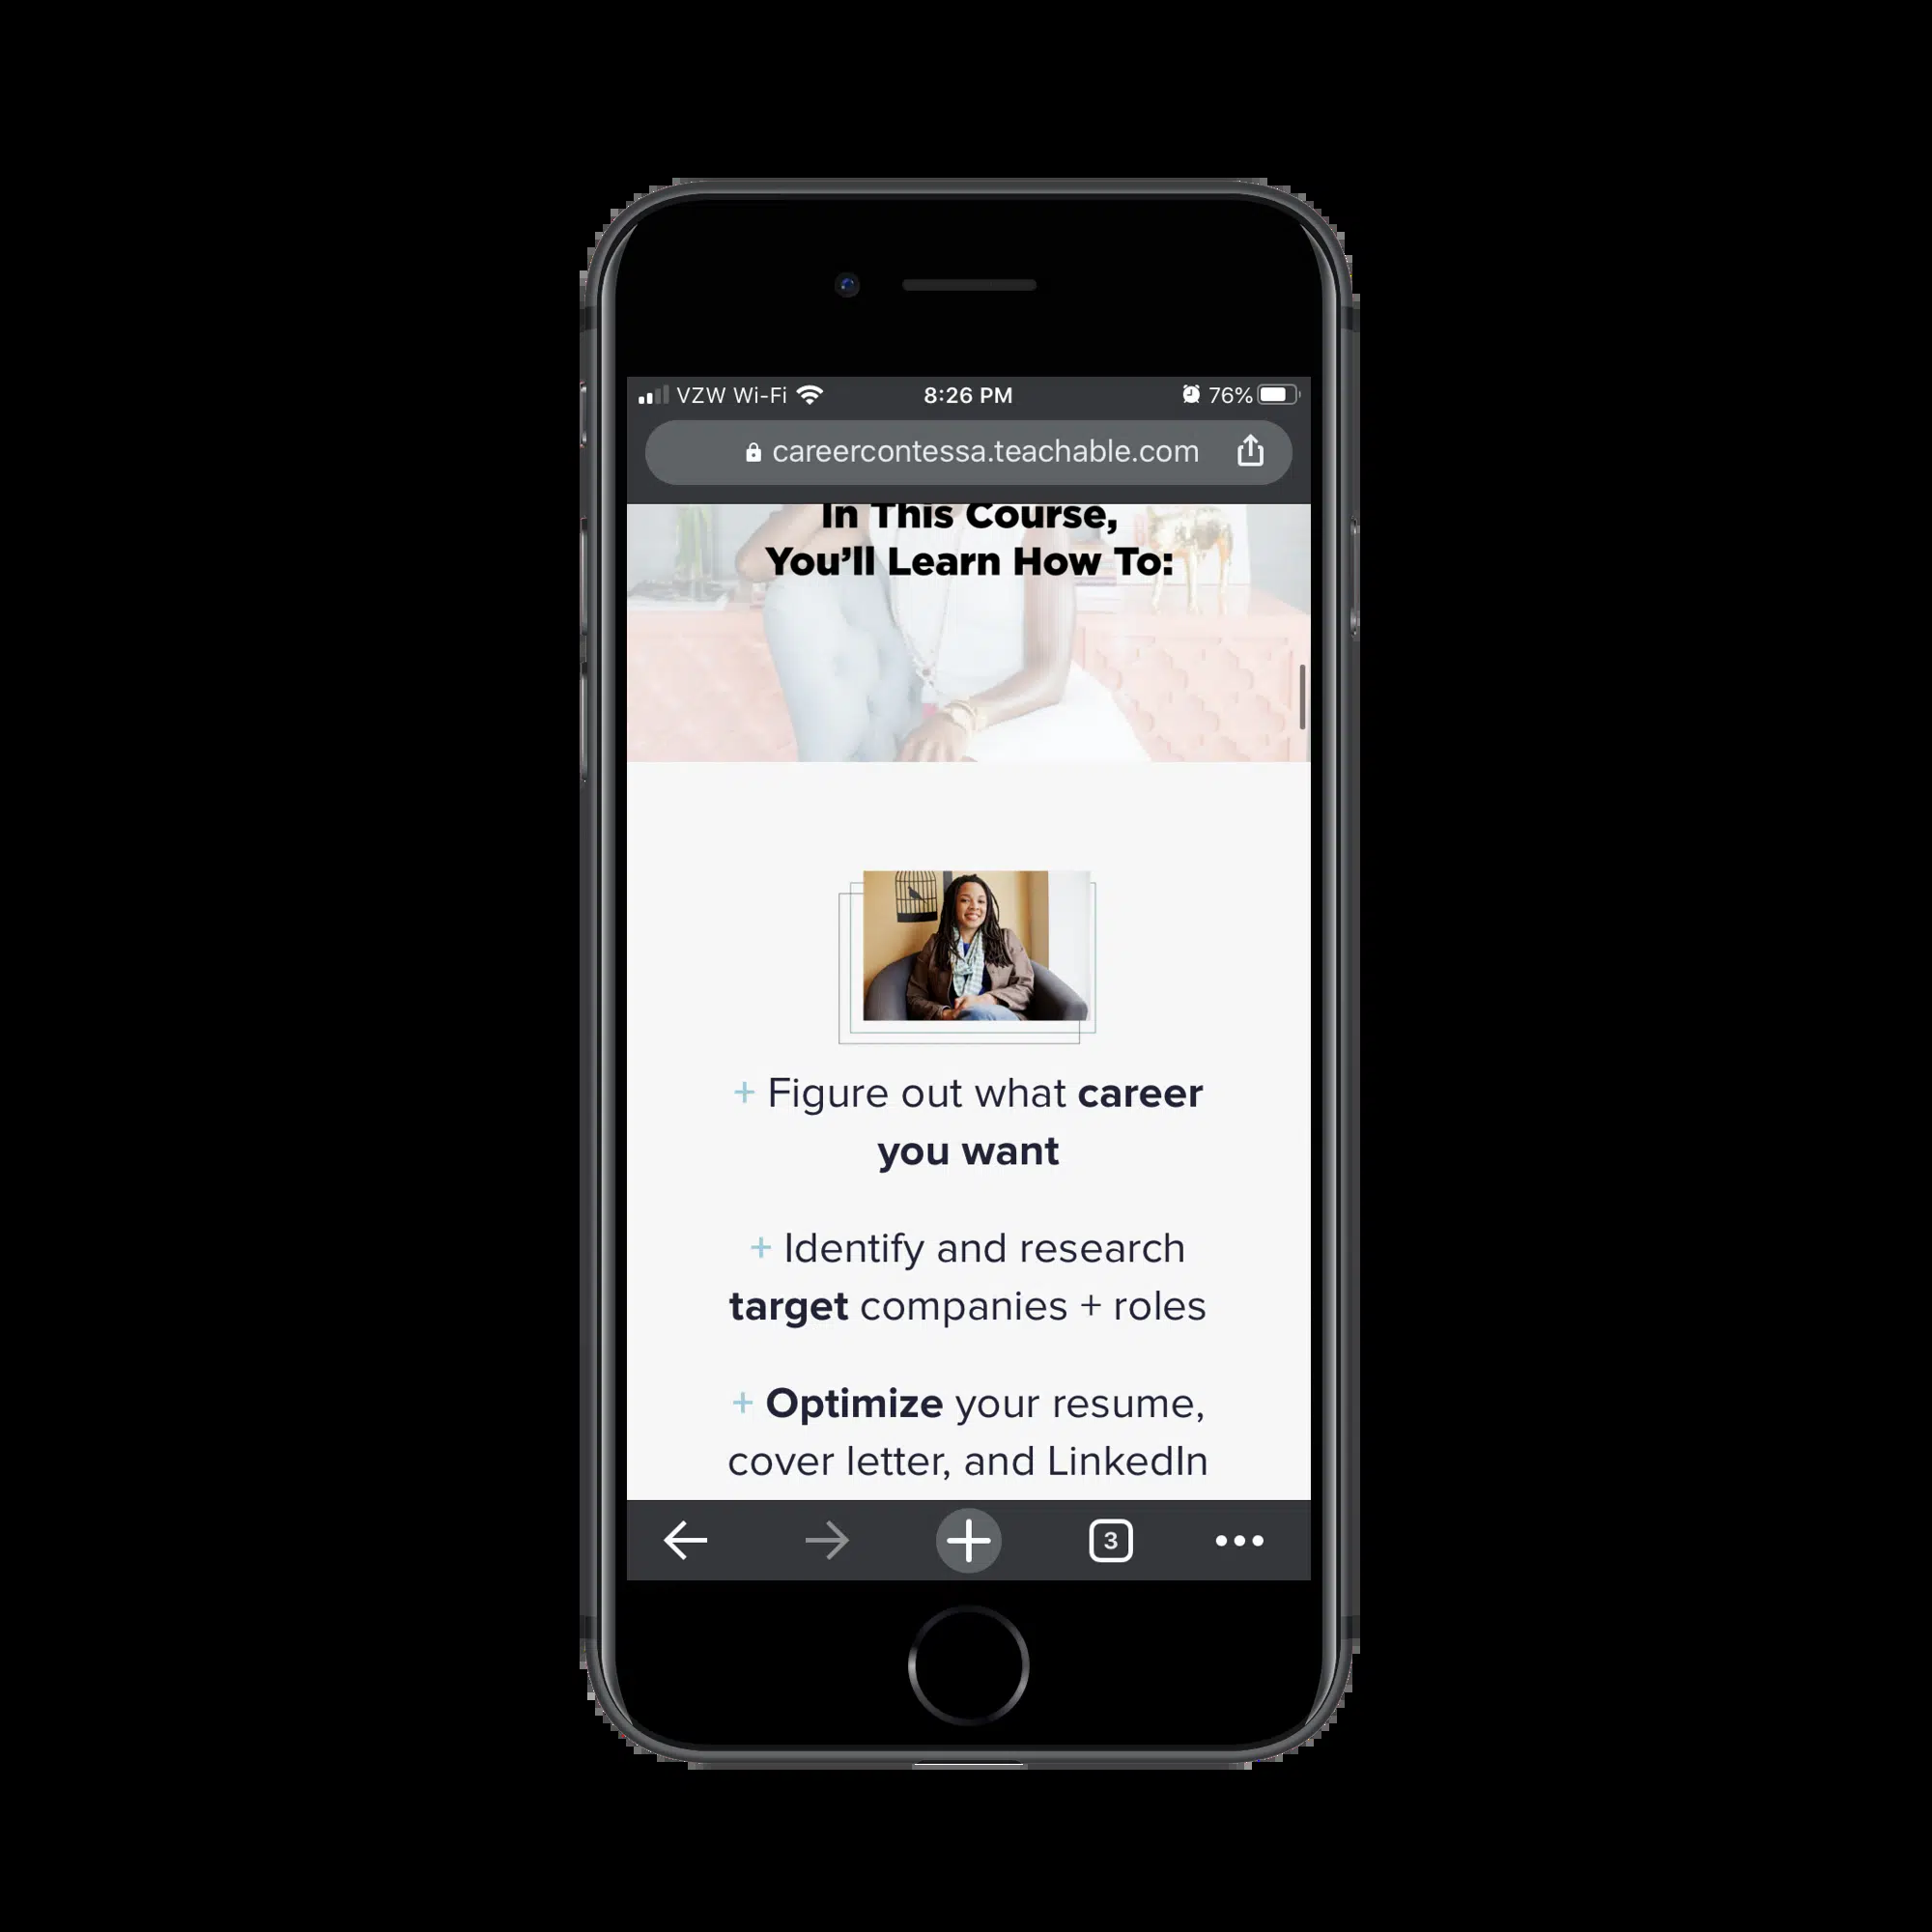 VZW Wi-Fi 8:26 PM 76%
careercontessa.teachable.com
In This Course,
You’ll Learn How To:
+ Figure out what career
you want
+ Identify and research
target companies + roles
+ Optimize your resume,
cover letter, and LinkedIn
3